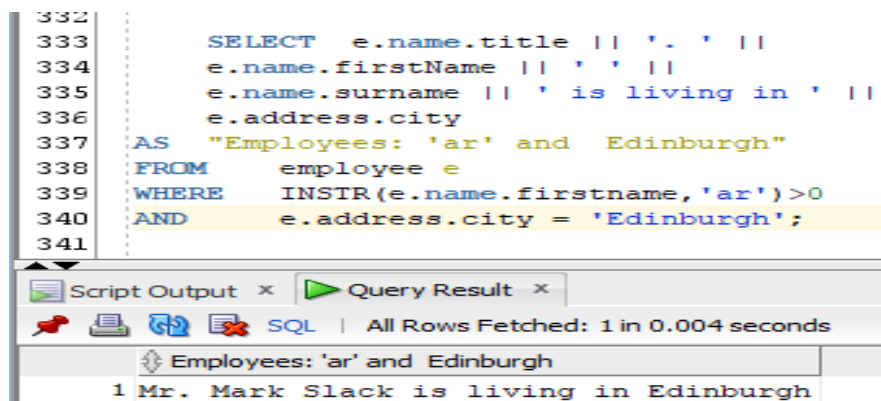 332
333 SELECT e.name.title || '. ' ||
334 e.name.firstName || ' ' ||
335 e.name.surname || ' is living in ' ||
336 e.address.city
337 AS "Employees: 'ar' and Edinburgh"
338 FROM employee e
339 WHERE INSTR(e.name.firstname,'ar')>0
340 AND e.address.city = 'Edinburgh';
341
Script Output × Query Result ×
SQL | All Rows Fetched: 1 in 0.004 seconds
Employees: 'ar' and Edinburgh
1 Mr. Mark Slack is living in Edinburgh